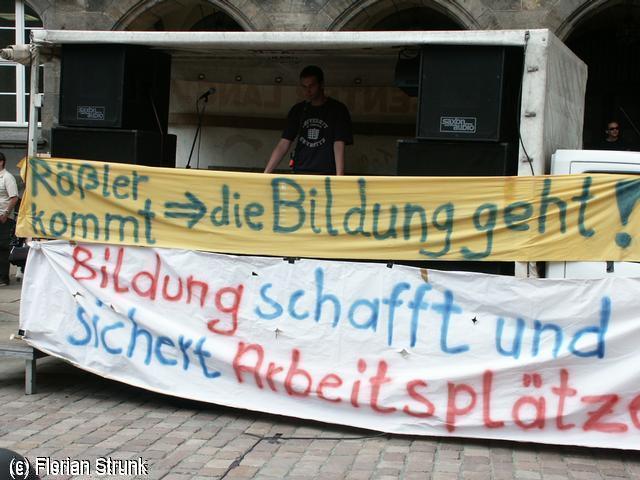 saxon
audio
saxon
audio
Rößler
kommt ⇒ die Bildung geht!
Bildung schafft und
sichert Arbeitsplätze
(c) Florian Strunk